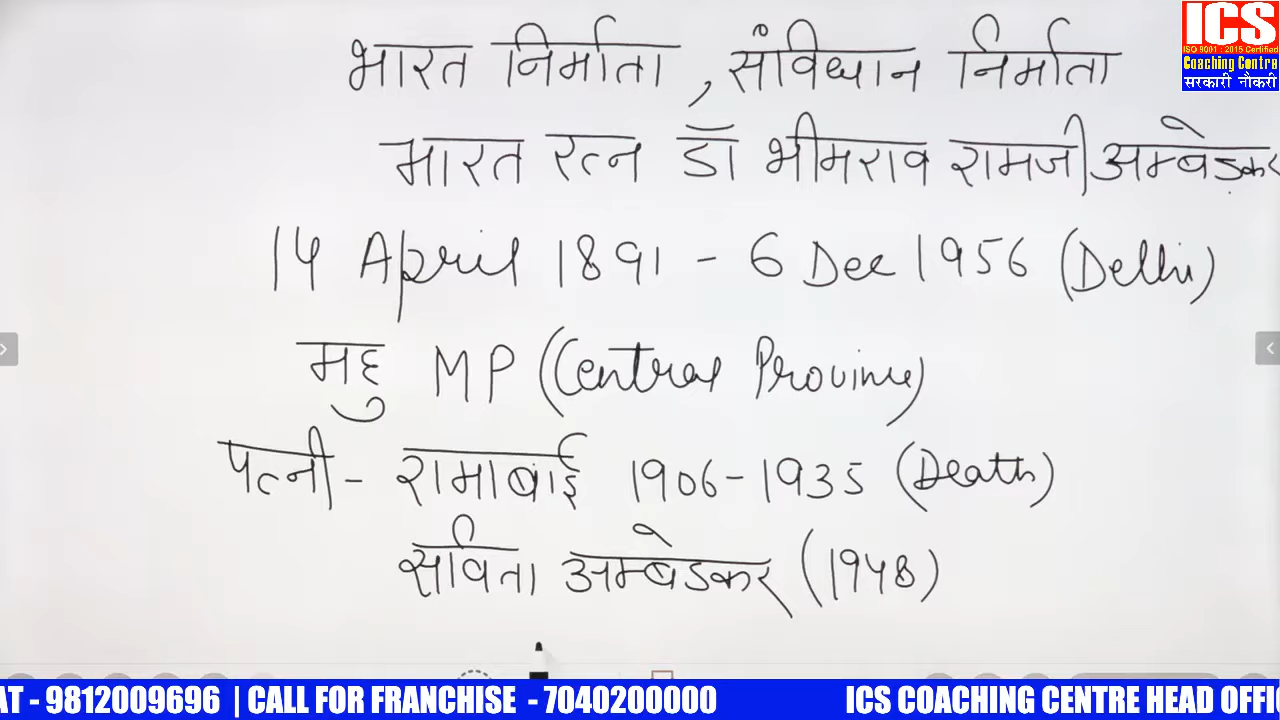 भारत निर्माता, संविधान निर्माता
भारत रत्न डॉ भीमराव रामजी अम्बेडकर
14 April 1891 - 6 Dec 1956 (Delhi)
महु MP (Central Province)
पत्नी - रामाबाई 1906-1935 (Death)
सविता अम्बेडकर (1948)
ICS
ISO 9001 : 2015 Certified
Coaching Centre
सरकारी नौकरी
AT - 9812009696 | CALL FOR FRANCHISE - 7040200000 ICS COACHING CENTRE HEAD OFFIC